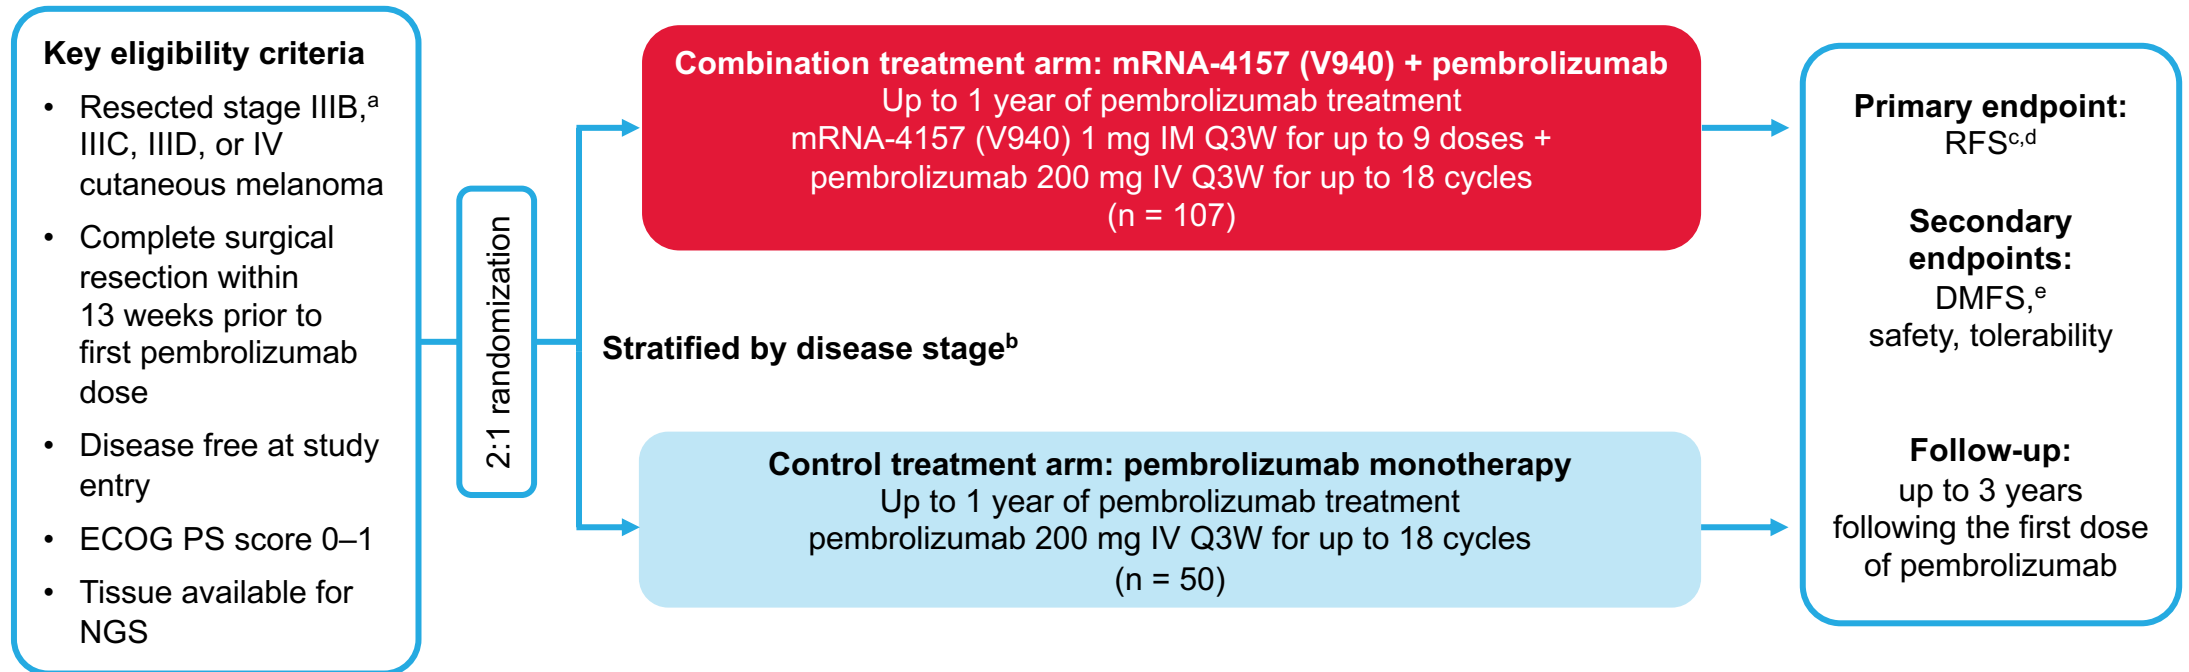 Key eligibility criteria
• Resected stage IIIB,ᵃ
IIIC, IIID, or IV
cutaneous melanoma
• Complete surgical
resection within
13 weeks prior to
first pembrolizumab
dose
• Disease free at study
entry
• ECOG PS score 0–1
• Tissue available for
NGS
2:1 randomization
Combination treatment arm: mRNA-4157 (V940) + pembrolizumab
Up to 1 year of pembrolizumab treatment
mRNA-4157 (V940) 1 mg IM Q3W for up to 9 doses +
pembrolizumab 200 mg IV Q3W for up to 18 cycles
(n = 107)
Stratified by disease stageᵇ
Control treatment arm: pembrolizumab monotherapy
Up to 1 year of pembrolizumab treatment
pembrolizumab 200 mg IV Q3W for up to 18 cycles
(n = 50)
Primary endpoint:
RFSᶜ,ᵈ
Secondary
endpoints:
DMFS,ᵉ
safety, tolerability
Follow-up:
up to 3 years
following the first dose
of pembrolizumab